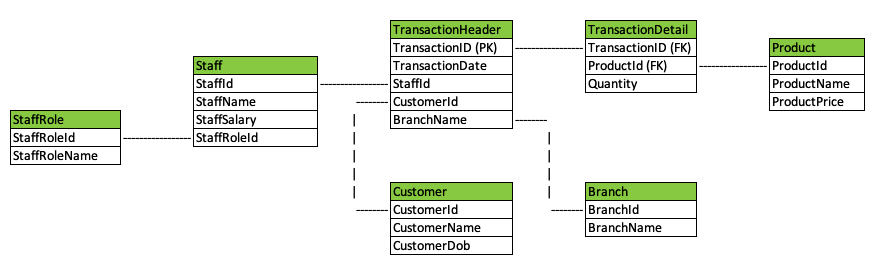 TransactionHeader
TransactionID (PK)
TransactionDate
StaffId
CustomerId
BranchName
TransactionDetail
TransactionID (FK)
ProductId (FK)
Quantity
Product
ProductId
ProductName
ProductPrice
Staff
StaffId
StaffName
StaffSalary
StaffRoleId
StaffRole
StaffRoleId
StaffRoleName
Customer
CustomerId
CustomerName
CustomerDob
Branch
BranchId
BranchName